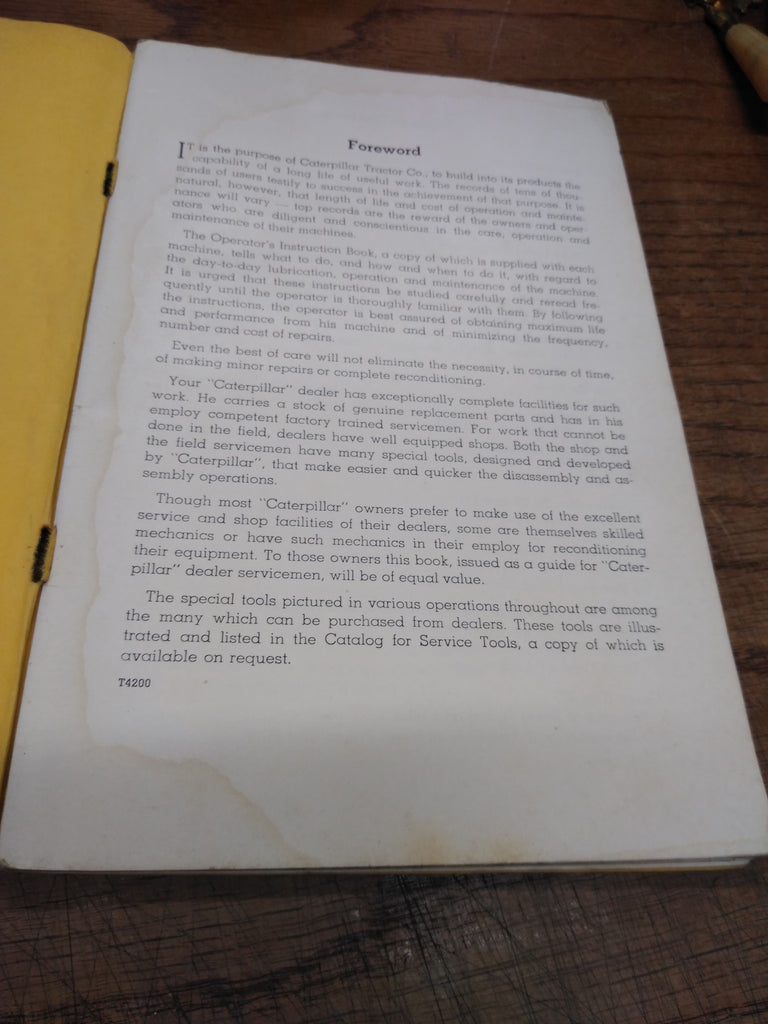 Foreword
IT is the purpose of Caterpillar Tractor Co., to build into its products the
capability of a long life of useful work. The records of tens of thou-
sands of users testify to success in the achievement of that purpose. It is
natural, however, that length of life and cost of operation and mainte-
nance will vary — top records are the reward of the owners and oper-
ators who are diligent and conscientious in the care, operation and
maintenance of their machines.
The Operator's Instruction Book, a copy of which is supplied with each
machine, tells what to do, and how and when to do it, with regard to
the day-to-day lubrication, operation and maintenance of the machine.
It is urged that these instructions be studied carefully and reread fre-
quently until the operator is thoroughly familiar with them. By following
the instructions, the operator is best assured of obtaining maximum life
and performance from his machine and of minimizing the frequency,
number and cost of repairs.
Even the best of care will not eliminate the necessity, in course of time,
of making minor repairs or complete reconditioning.
Your "Caterpillar" dealer has exceptionally complete facilities for such
work. He carries a stock of genuine replacement parts and has in his
employ competent factory trained servicemen. For work that cannot be
done in the field, dealers have well equipped shops. Both the shop and
the field servicemen have many special tools, designed and developed
by "Caterpillar", that make easier and quicker the disassembly and as-
sembly operations.
Though most "Caterpillar" owners prefer to make use of the excellent
service and shop facilities of their dealers, some are themselves skilled
mechanics or have such mechanics in their employ for reconditioning
their equipment. To those owners this book, issued as a guide for "Cater-
pillar" dealer servicemen, will be of equal value.
The special tools pictured in various operations throughout are among
the many which can be purchased from dealers. These tools are illus-
trated and listed in the Catalog for Service Tools, a copy of which is
available on request.
T4200